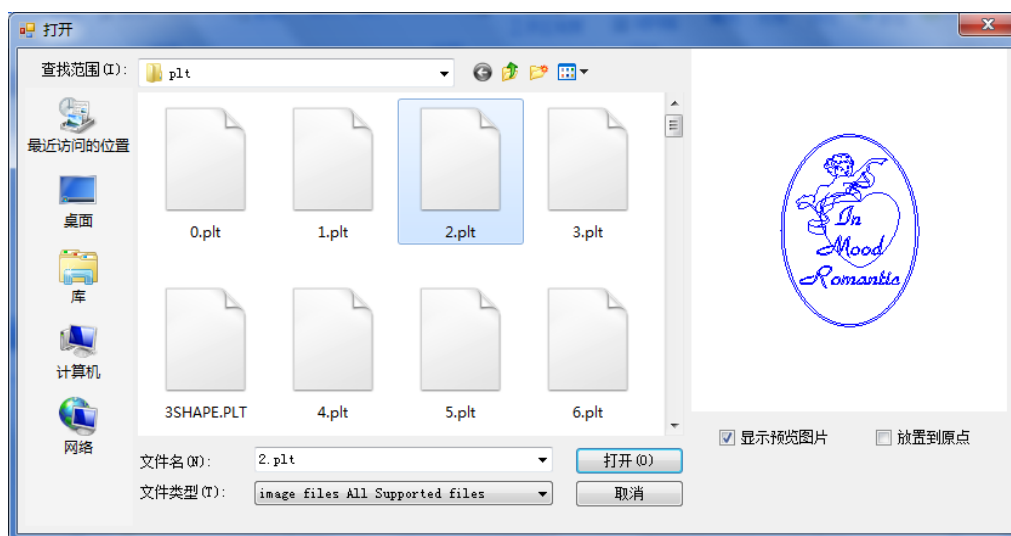 打开
查找范围(I):
plt
最近访问的位置
桌面
库
计算机
网络
0.plt
1.plt
2.plt
3.plt
3SHAPE.PLT
4.plt
5.plt
6.plt
文件名(N):
2.plt
打开(O)
文件类型(T):
image files All Supported files
取消
In
Mood
Romantic
显示预览图片
放置到原点